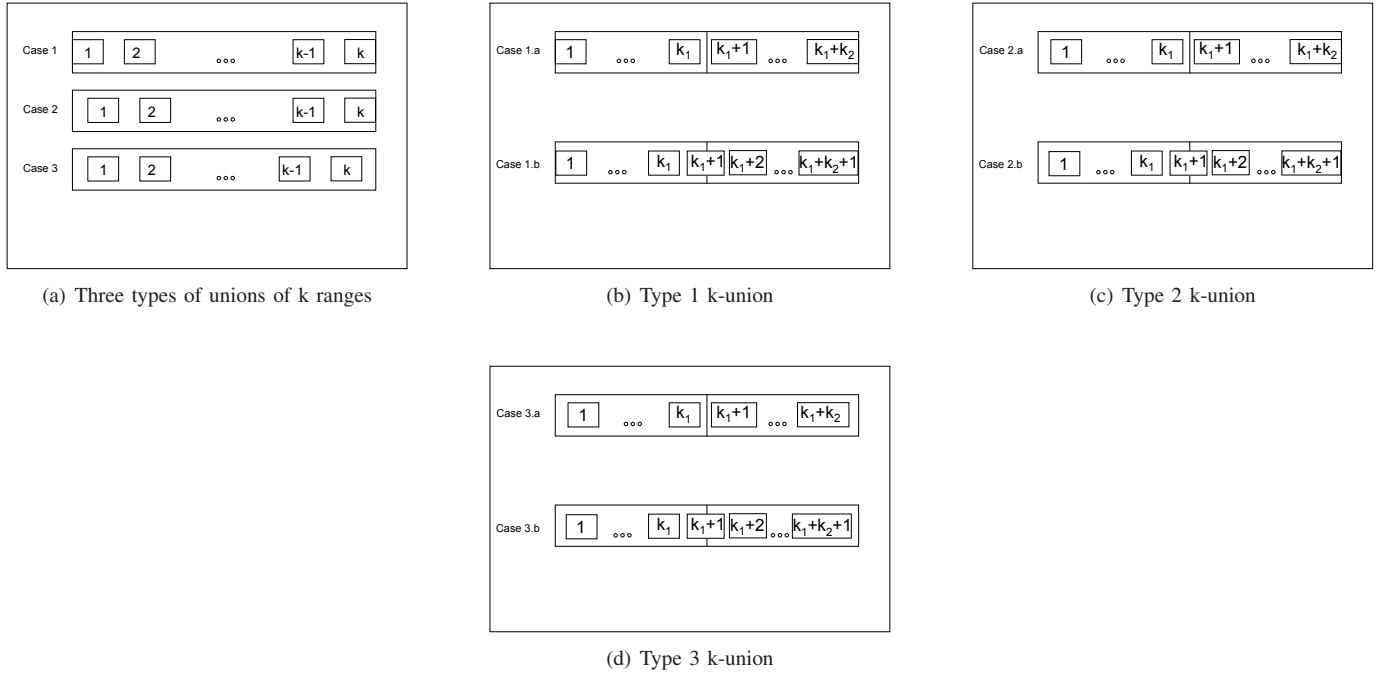 Case 1 1 2 ... k-1 k
Case 2 1 2 ... k-1 k
Case 3 1 2 ... k-1 k
(a) Three types of unions of k ranges
Case 1.a 1 ... k₁ k₁+1 ... k₁+k₂
Case 1.b 1 ... k₁ k₁+1 k₁+2 ... k₁+k₂+1
(b) Type 1 k-union
Case 2.a 1 ... k₁ k₁+1 ... k₁+k₂
Case 2.b 1 ... k₁ k₁+1 k₁+2 ... k₁+k₂+1
(c) Type 2 k-union
Case 3.a 1 ... k₁ k₁+1 ... k₁+k₂
Case 3.b 1 ... k₁ k₁+1 k₁+2 ... k₁+k₂+1
(d) Type 3 k-union